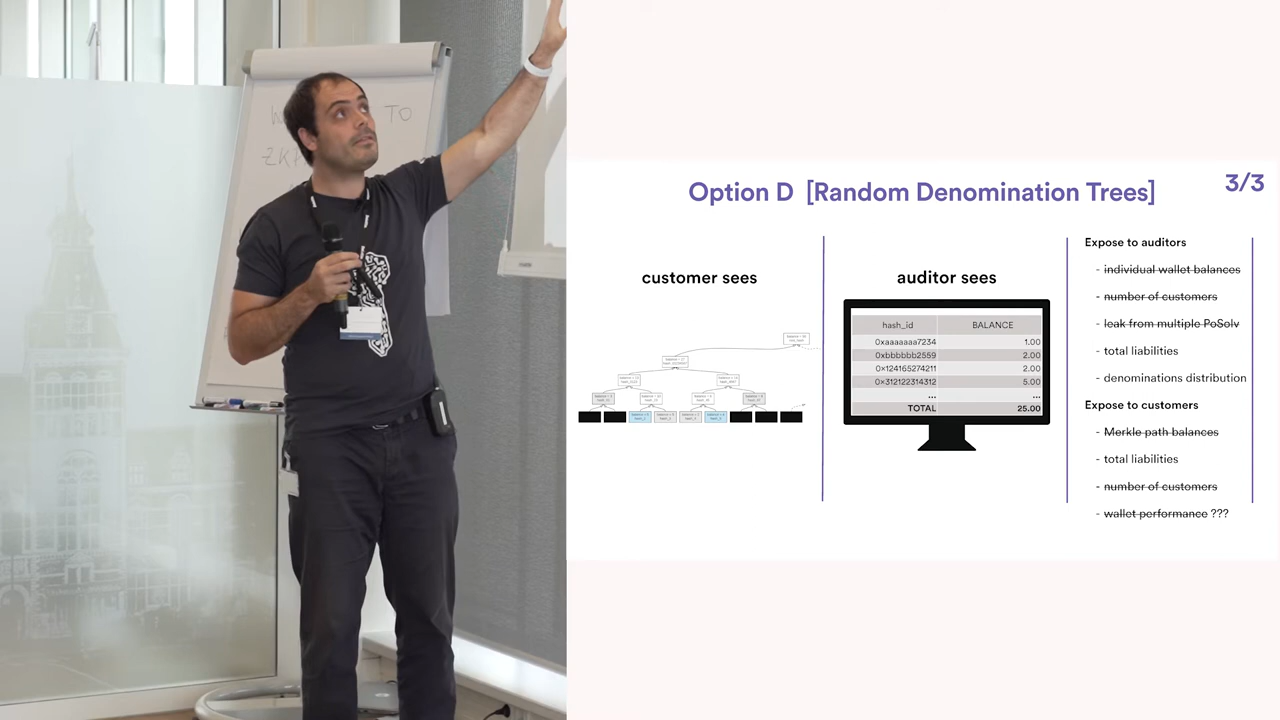 TO
ZK
Option D [Random Denomination Trees]
3/3
customer sees
auditor sees
hash_id BALANCE
0xaaaaaaa7234 1.00
0xbbbbbb2559 2.00
0x124165274211 2.00
0x312122314312 5.00
... ...
TOTAL 25.00
Expose to auditors
- individual wallet balances
- number of customers
- leak from multiple PoSolv
- total liabilities
- denominations distribution
Expose to customers
- Merkle path balances
- total liabilities
- number of customers
- wallet performance ???